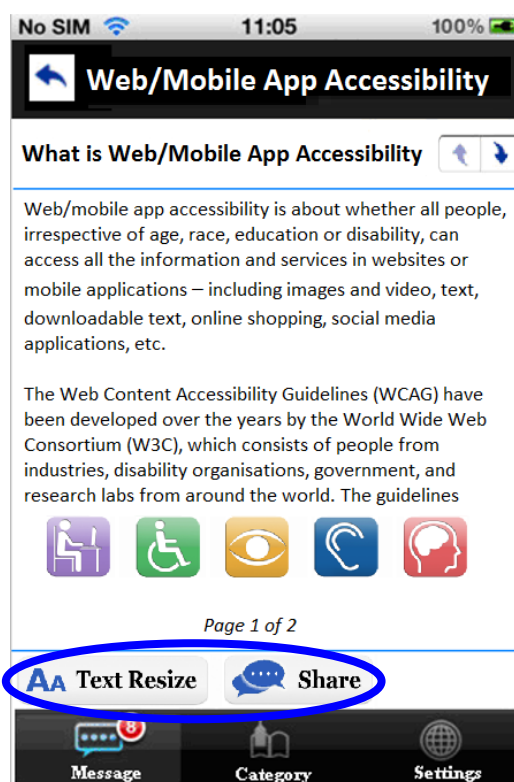 No SIM 11:05 100%
Web/Mobile App Accessibility
What is Web/Mobile App Accessibility
Web/mobile app accessibility is about whether all people,
irrespective of age, race, education or disability, can
access all the information and services in websites or
mobile applications – including images and video, text,
downloadable text, online shopping, social media
applications, etc.
The Web Content Accessibility Guidelines (WCAG) have
been developed over the years by the World Wide Web
Consortium (W3C), which consists of people from
industries, disability organisations, government, and
research labs from around the world. The guidelines
Page 1 of 2
AA Text Resize Share
8
Message Category Settings